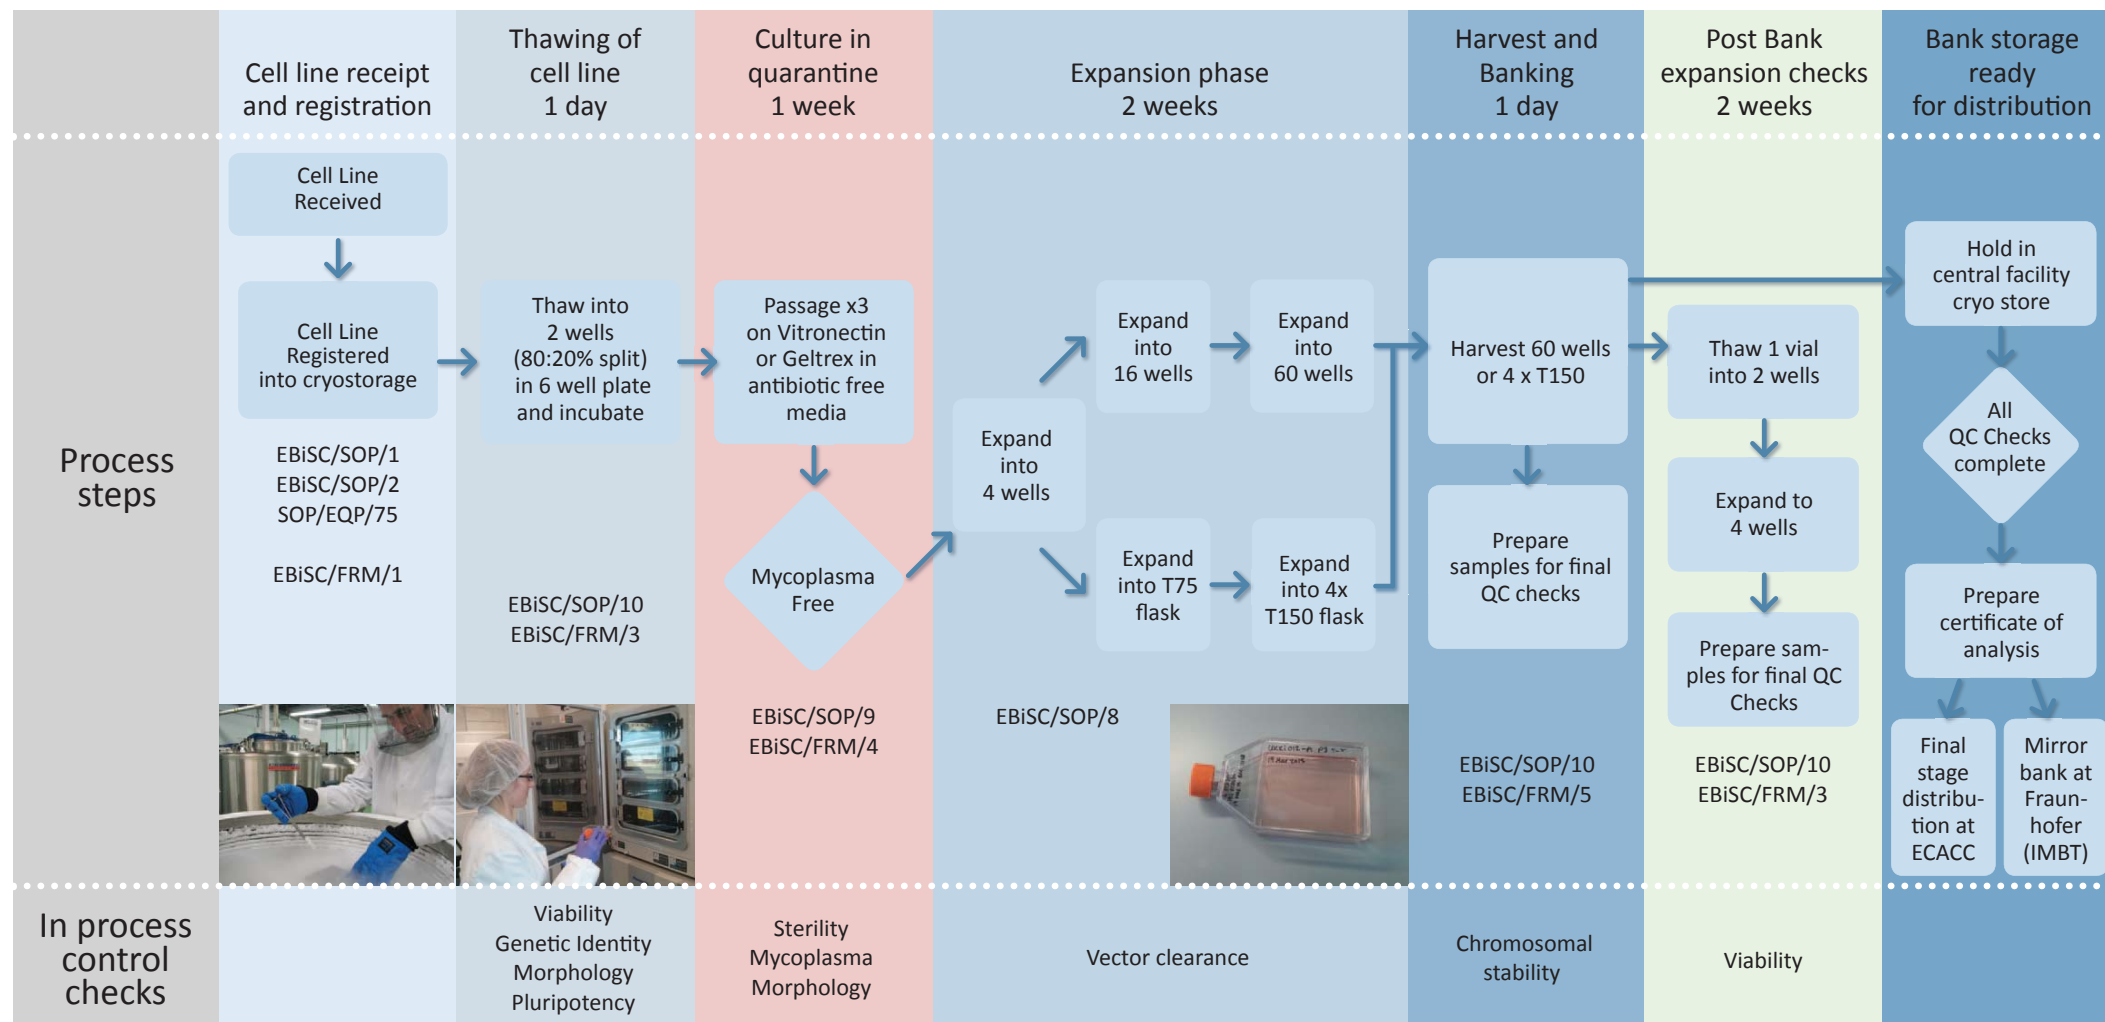 Cell line receipt
and registration
Thawing of
cell line
1 day
Culture in
quarantine
1 week
Expansion phase
2 weeks
Harvest and
Banking
1 day
Post Bank
expansion checks
2 weeks
Bank storage
ready
for distribution
Process
steps
Cell Line
Received
Cell Line
Registered
into cryostorage
EBiSC/SOP/1
EBiSC/SOP/2
SOP/EQP/75
EBiSC/FRM/1
Thaw into
2 wells
(80:20% split)
in 6 well plate
and incubate
EBiSC/SOP/10
EBiSC/FRM/3
Passage x3
on Vitronectin
or Geltrex in
antibiotic free
media
Mycoplasma
Free
EBiSC/SOP/9
EBiSC/FRM/4
Expand
into
4 wells
Expand
into
16 wells
Expand
into
60 wells
Expand
into T75
flask
Expand
into 4x
T150 flask
EBiSC/SOP/8
Harvest 60 wells
or 4 x T150
Prepare
samples for final
QC checks
EBiSC/SOP/10
EBiSC/FRM/5
Thaw 1 vial
into 2 wells
Expand to
4 wells
Prepare sam-
ples for final QC
Checks
EBiSC/SOP/10
EBiSC/FRM/3
Hold in
central facility
cryo store
All
QC Checks
complete
Prepare
certificate of
analysis
Final
stage
distribu-
tion at
ECACC
Mirror
bank at
Fraun-
hofer
(IMBT)
In process
control
checks
Viability
Genetic Identity
Morphology
Pluripotency
Sterility
Mycoplasma
Morphology
Vector clearance
Chromosomal
stability
Viability